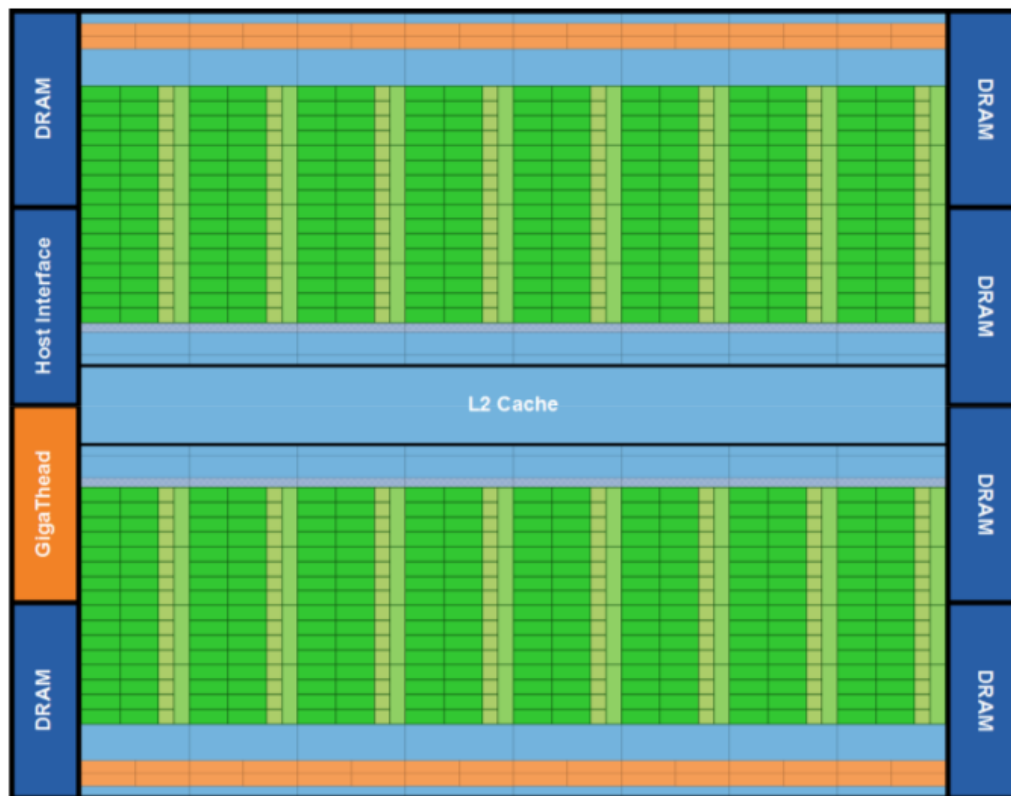 DRAM
Host Interface
GigaThead
DRAM
L2 Cache
DRAM
DRAM
DRAM
DRAM